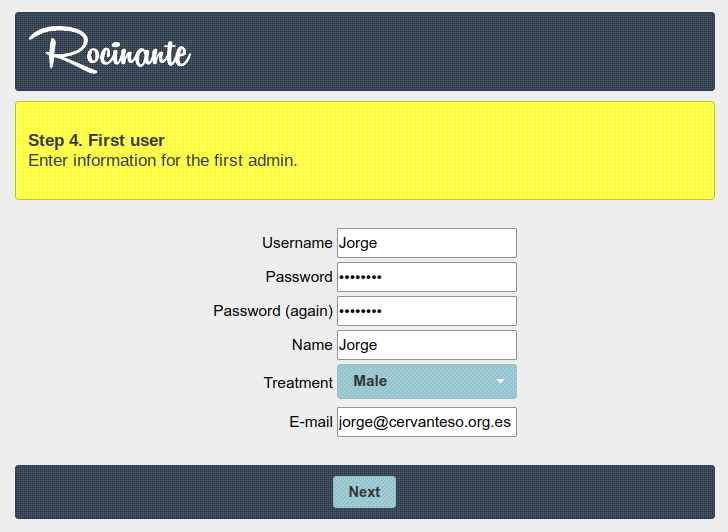 Rocinante
Step 4. First user
Enter information for the first admin.
Username Jorge
Password ••••••••
Password (again) ••••••••
Name Jorge
Treatment Male
E-mail jorge@cervanteso.org.es
Next